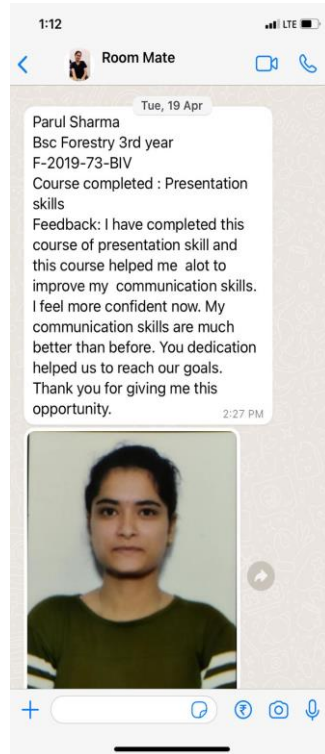 1:12
LTE
Room Mate
Tue, 19 Apr
Parul Sharma
Bsc Forestry 3rd year
F-2019-73-BIV
Course completed : Presentation
skills
Feedback: I have completed this
course of presentation skill and
this course helped me alot to
improve my communication skills.
I feel more confident now. My
communication skills are much
better than before. You dedication
helped us to reach our goals.
Thank you for giving me this
opportunity.
2:27 PM